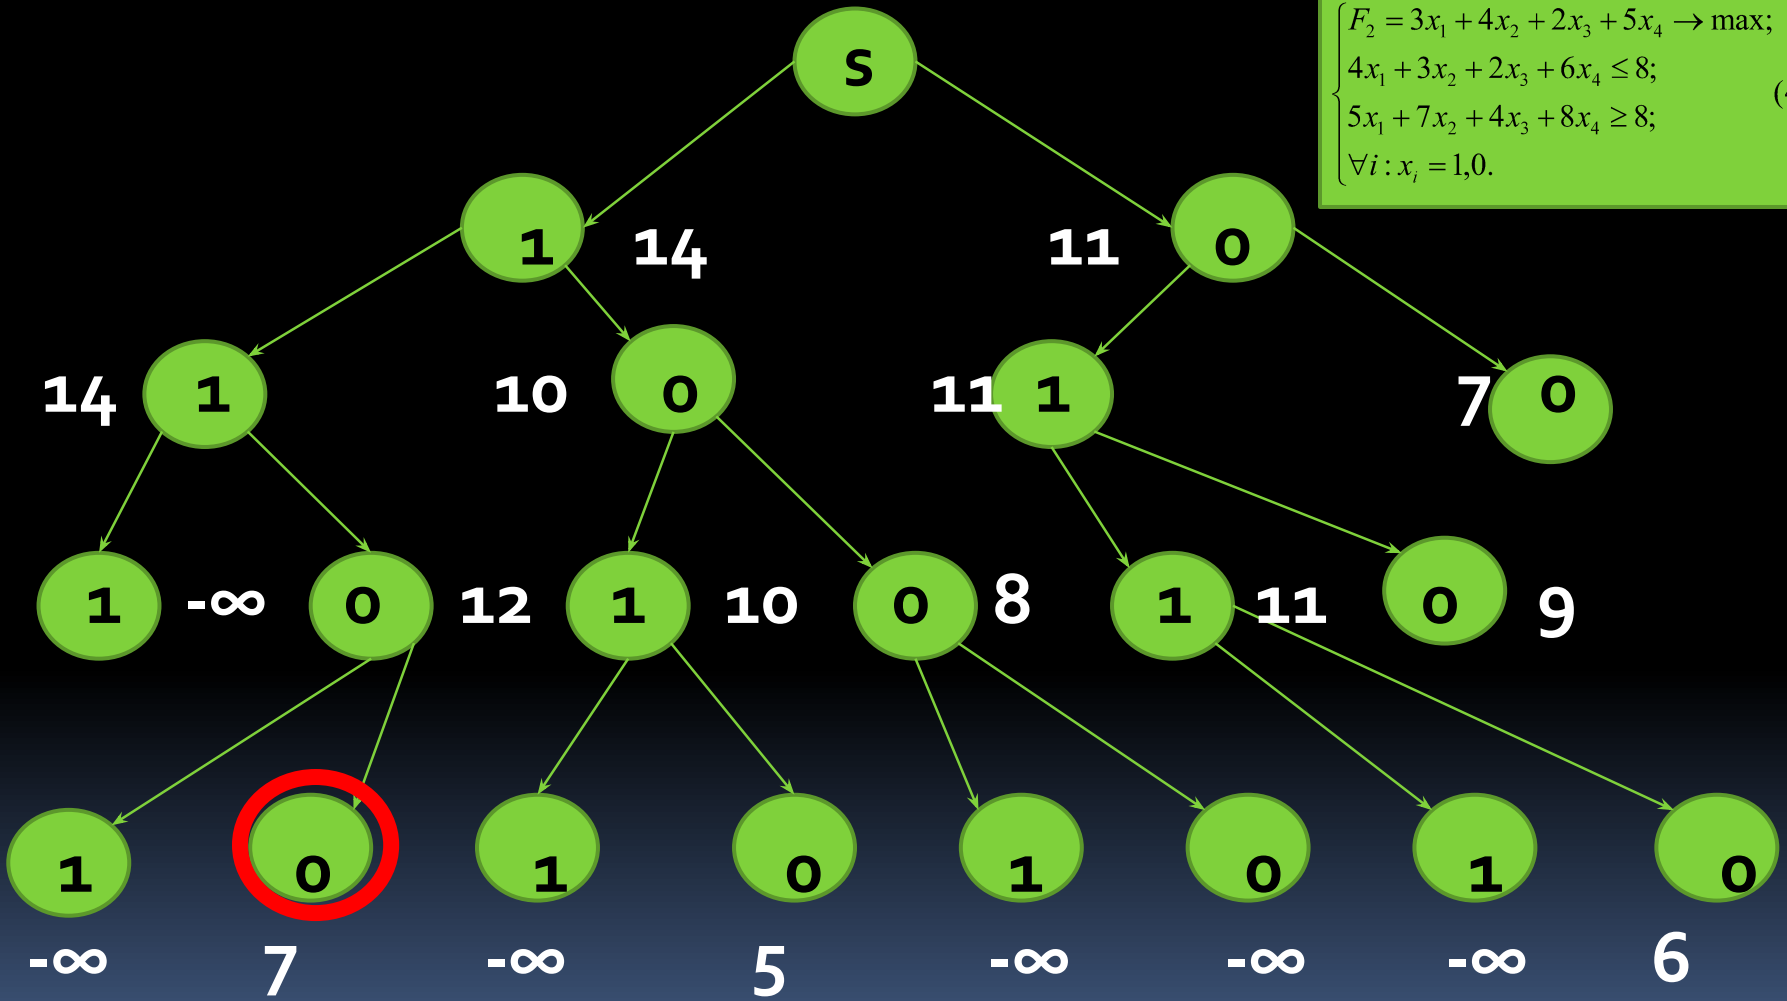 F₂ = 3x₁ + 4x₂ + 2x₃ + 5x₄ → max;
4x₁ + 3x₂ + 2x₃ + 6x₄ ≤ 8;
5x₁ + 7x₂ + 4x₃ + 8x₄ ≥ 8;
∀i : xᵢ = 1,0.
s
1 14 11 0
14 1 10 0 11 1 7 0
1 -∞ 0 12 1 10 0 8 1 11 0 9
1 0 1 0 1 0 1 0
-∞ 7 -∞ 5 -∞ -∞ -∞ 6